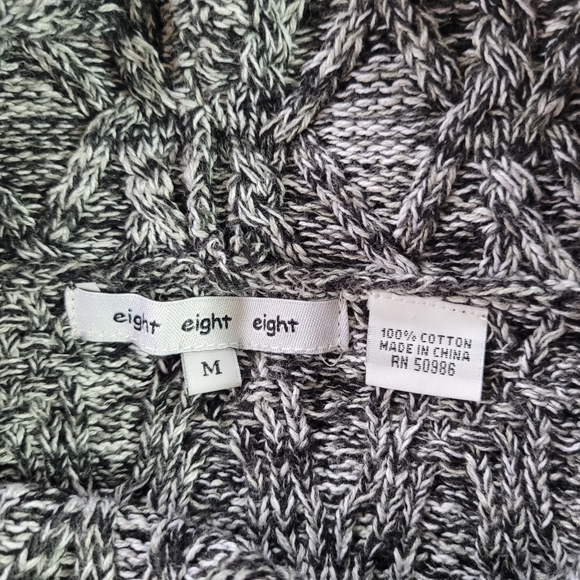 eight eight eight
M
100% COTTON
MADE IN CHINA
RN 50986